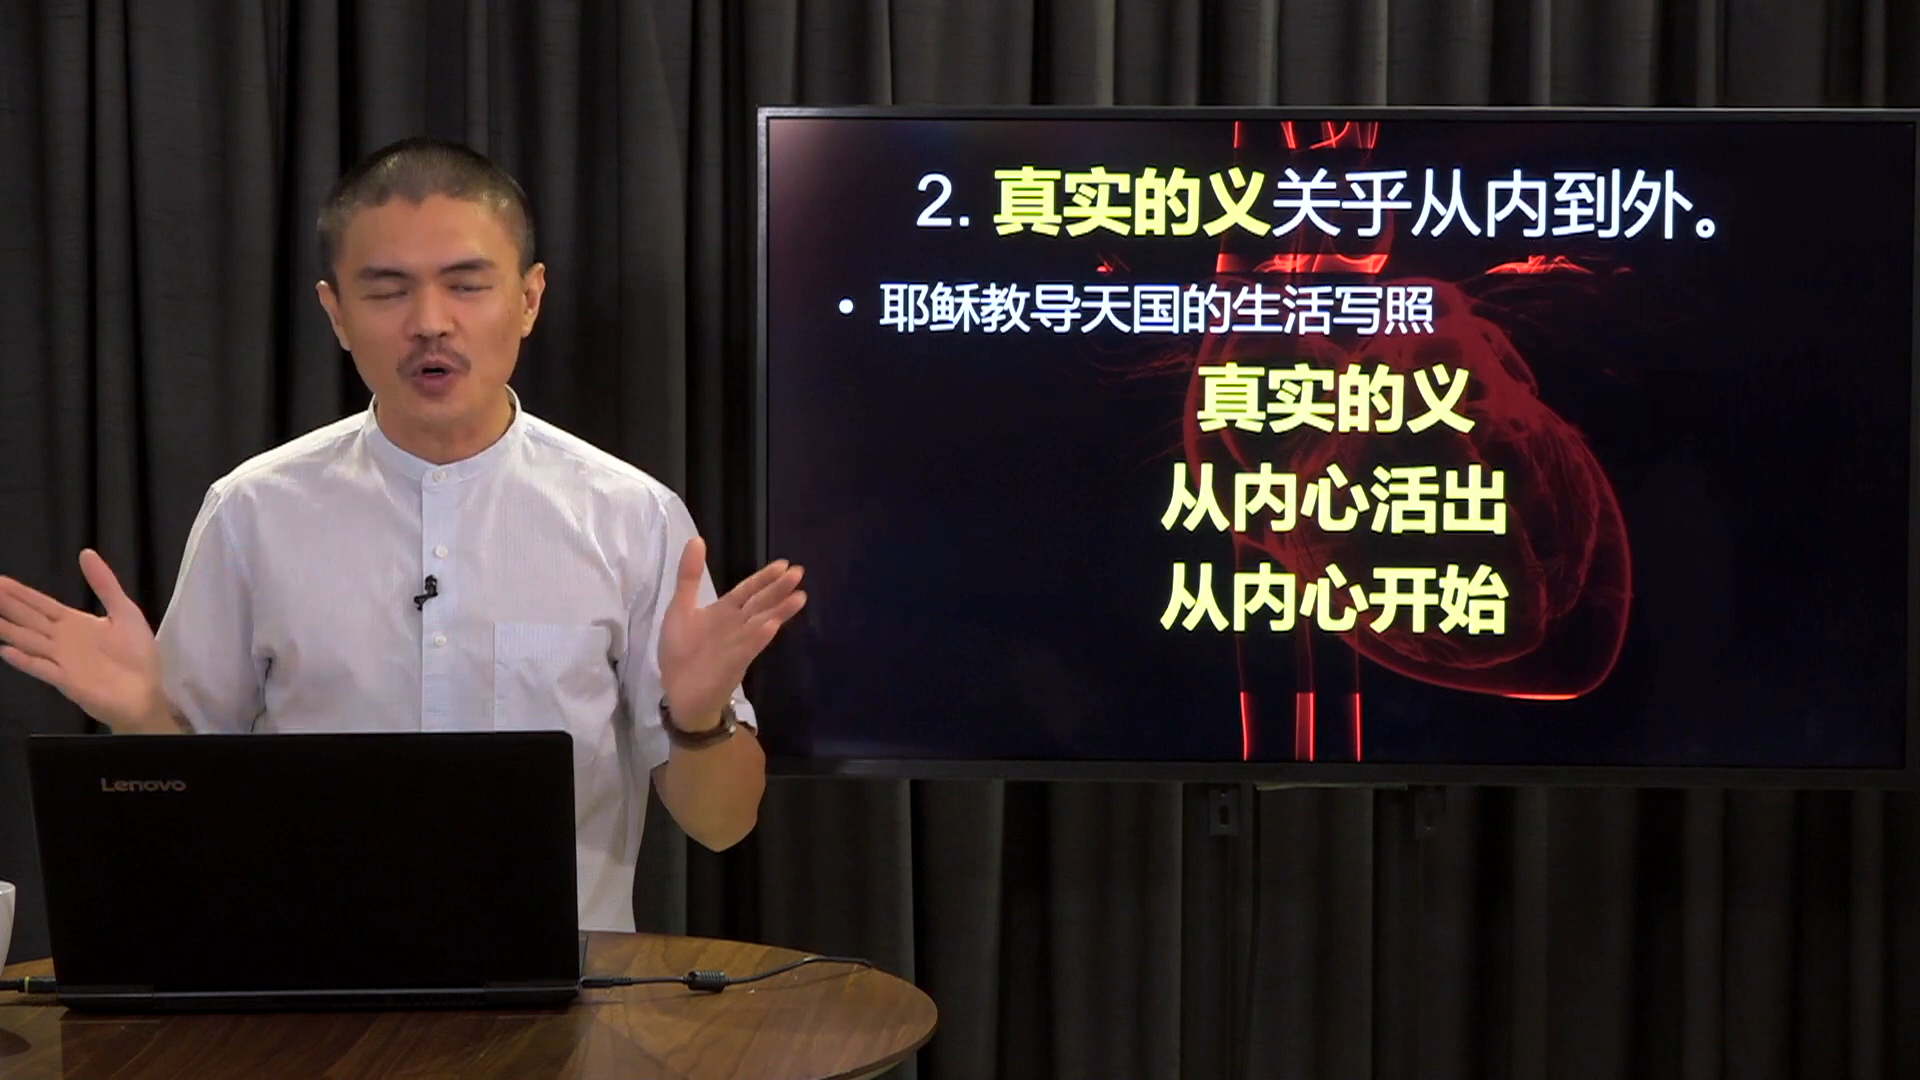 2. 真实的义关乎从内到外。
• 耶稣教导天国的生活写照
真实的义
从内心活出
从内心开始
Lenovo